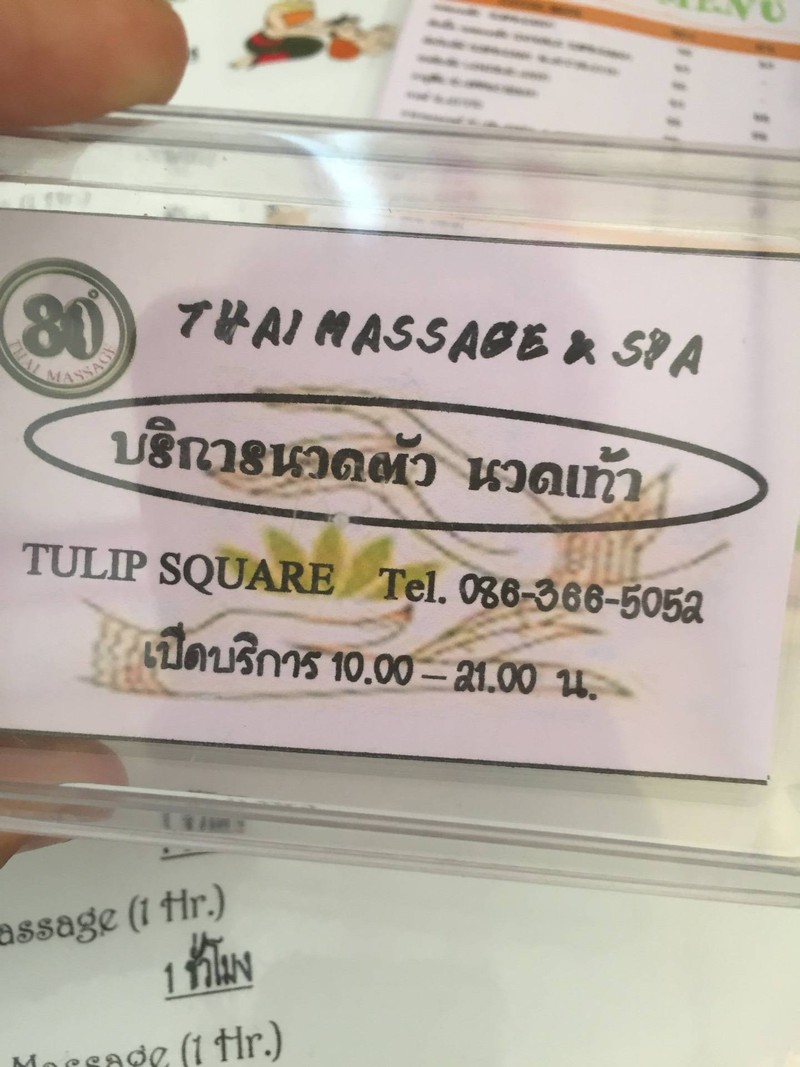 MENU
80°
THAI MASSAGE
THAI MASSAGE & SPA
บริการนวดตัว นวดเท้า
TULIP SQUARE Tel. 086-366-5052
เปิดบริการ 10.00 – 21.00 น.
assage (1 Hr.)
1 ชั่วโมง
Massage (1 Hr.)